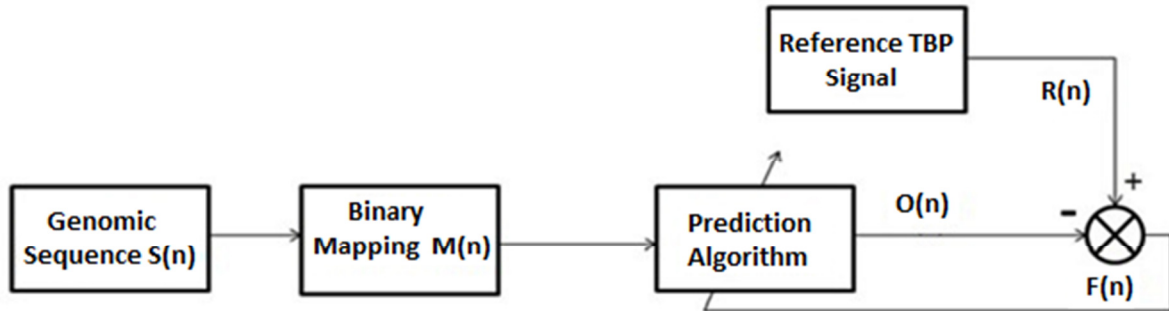 Reference TBP
Signal
R(n)
+
Genomic
Sequence S(n)
Binary
Mapping M(n)
Prediction
Algorithm
O(n)
-
F(n)